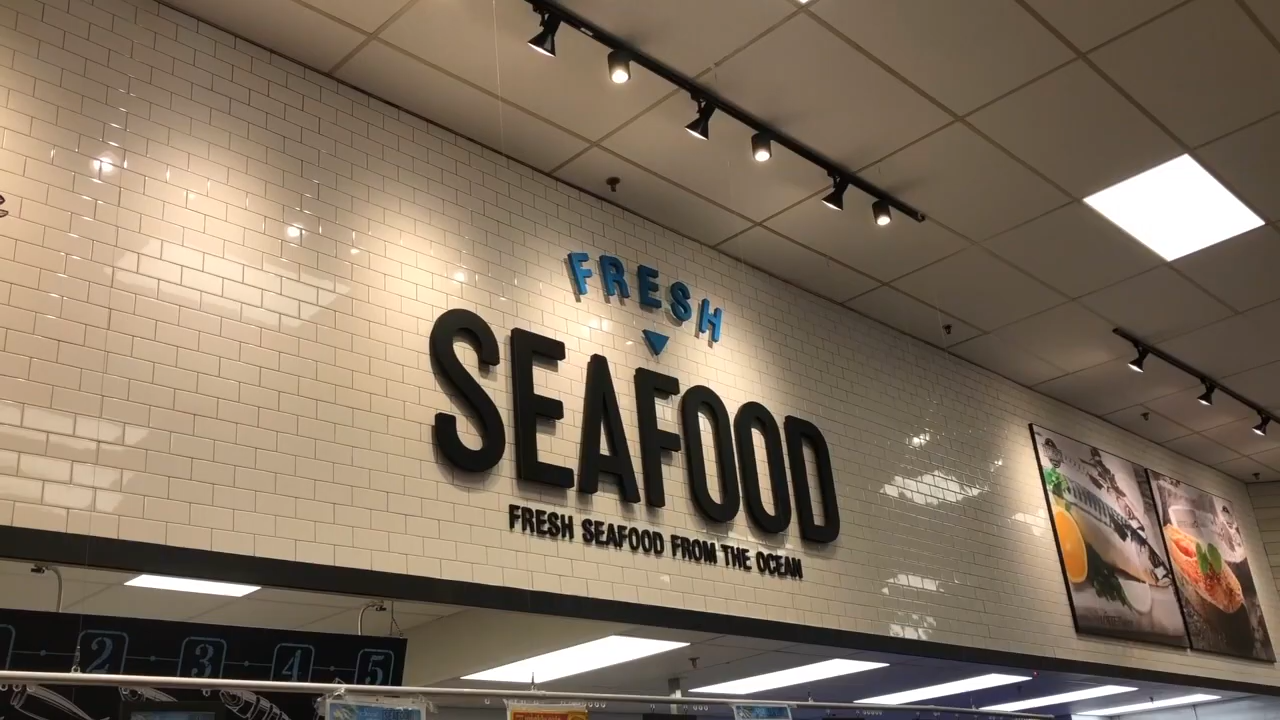 FRESH
SEAFOOD
FRESH SEAFOOD FROM THE OCEAN
2 3 4 5